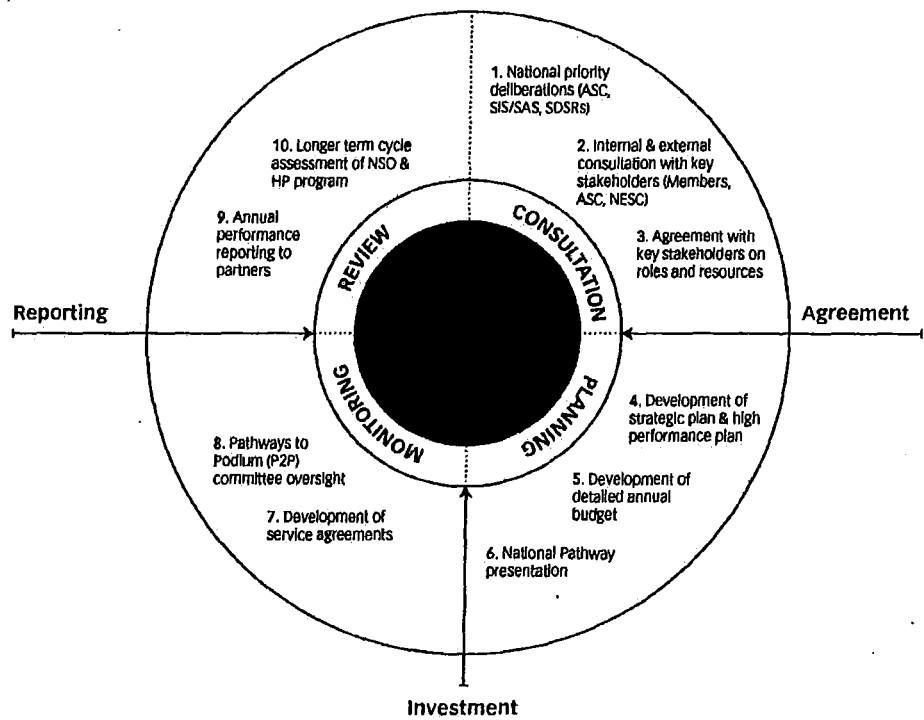 1. National priority
deliberations (ASC,
SIS/SAS, SDSRs)
2. Internal & external
consultation with key
stakeholders (Members,
ASC, NESC)
3. Agreement with
key stakeholders on
roles and resources
Agreement
4. Development of
strategic plan & high
performance plan
5. Development of
detailed annual
budget
6. National Pathway
presentation
Investment
7. Development of
service agreements
8. Pathways to
Podium (P2P)
committee oversight
Reporting
9. Annual
performance
reporting to
partners
10. Longer term cycle
assessment of NSO &
HP program
CONSULTATION
PLANNING
MONITORING
REVIEW